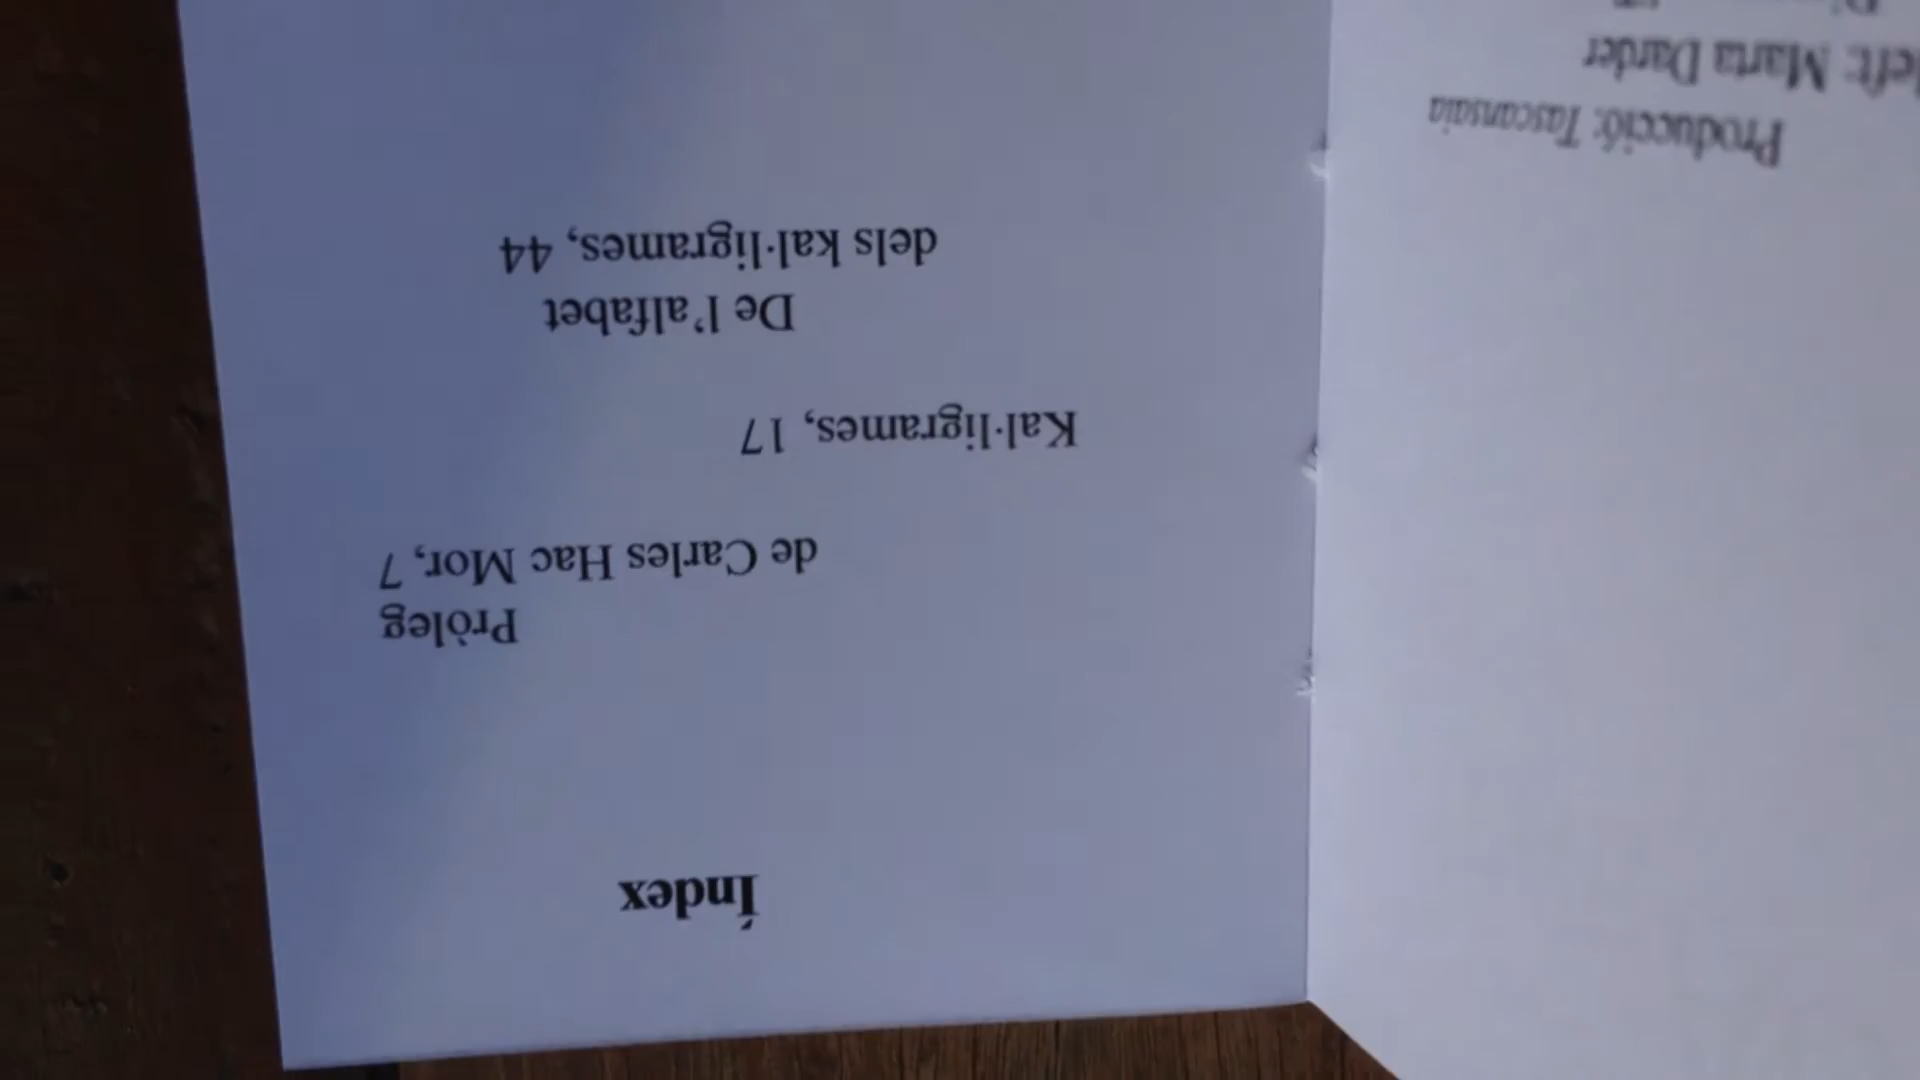 Índex
Pròleg
de Carles Hac Mor, 7
Kal·ligrames, 17
De l’alfabet
dels kal·ligrames, 44
Producció: Tascansaia
Marta Darder